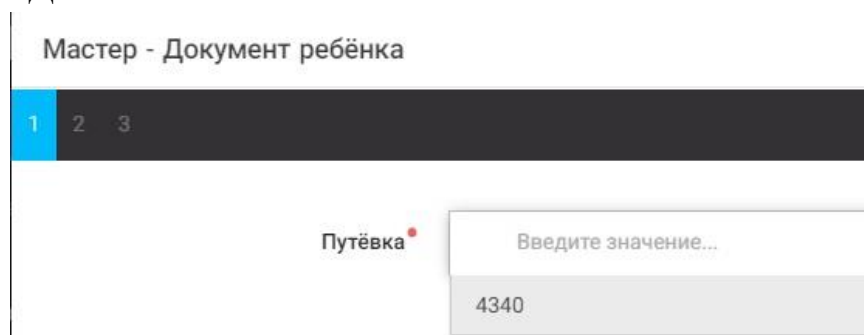 Мастер - Документ ребёнка
1 2 3
Путёвка
Введите значение...
4340